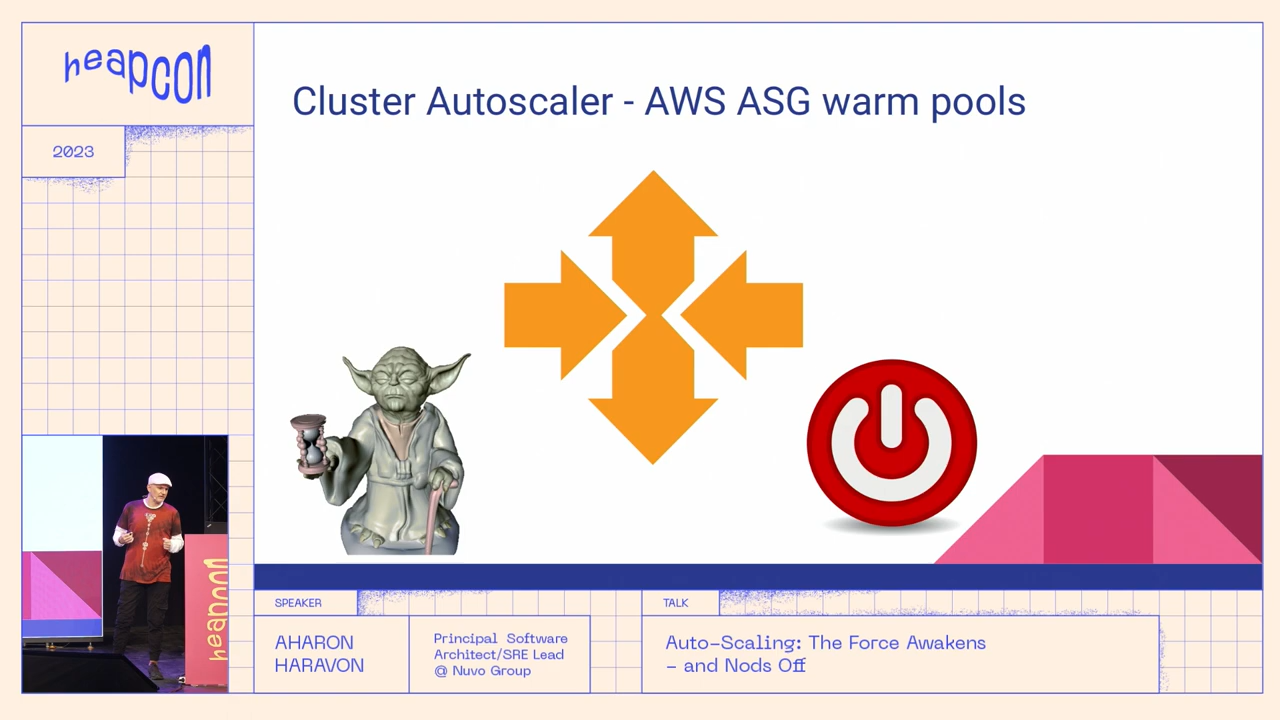 heapcon
2023
Cluster Autoscaler - AWS ASG warm pools
heapcon
SPEAKER
AHARON
HARAVON
Principal Software
Architect/SRE Lead
@ Nuvo Group
TALK
Auto-Scaling: The Force Awakens
- and Nods Off